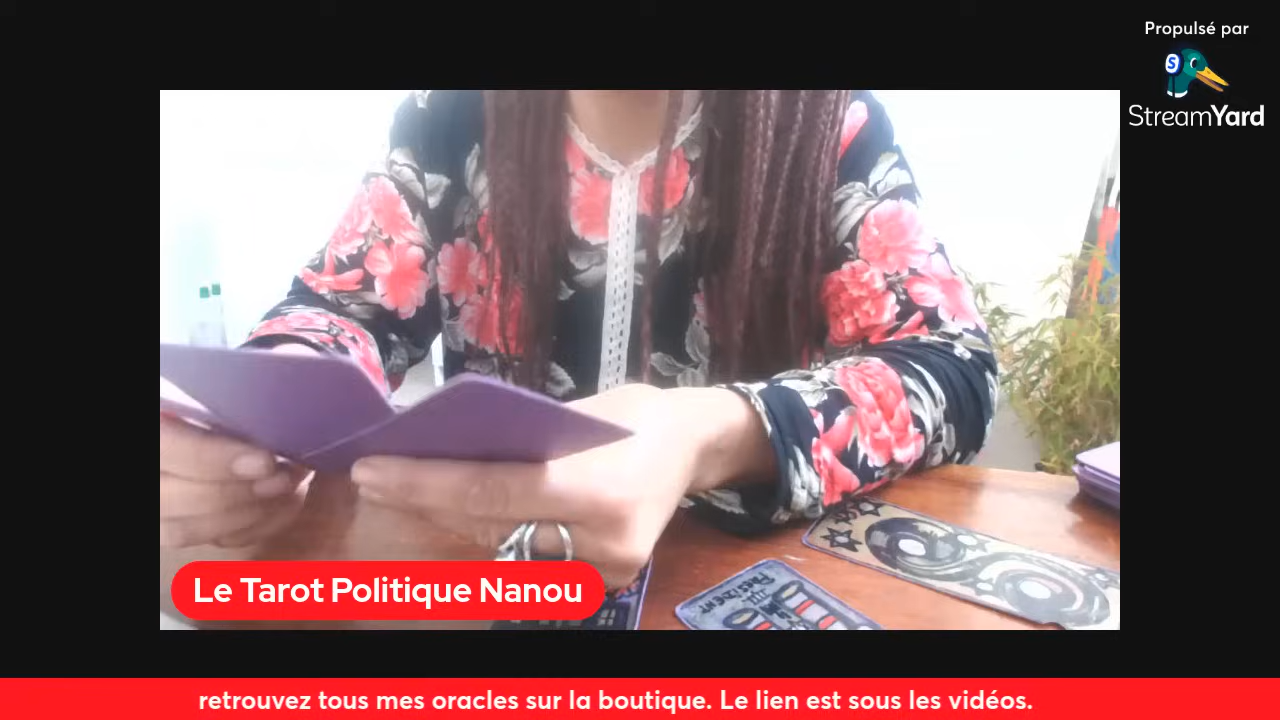 Propulsé par
StreamYard
PRESIDENT
Le Tarot Politique Nanou
retrouvez tous mes oracles sur la boutique. Le lien est sous les vidéos.